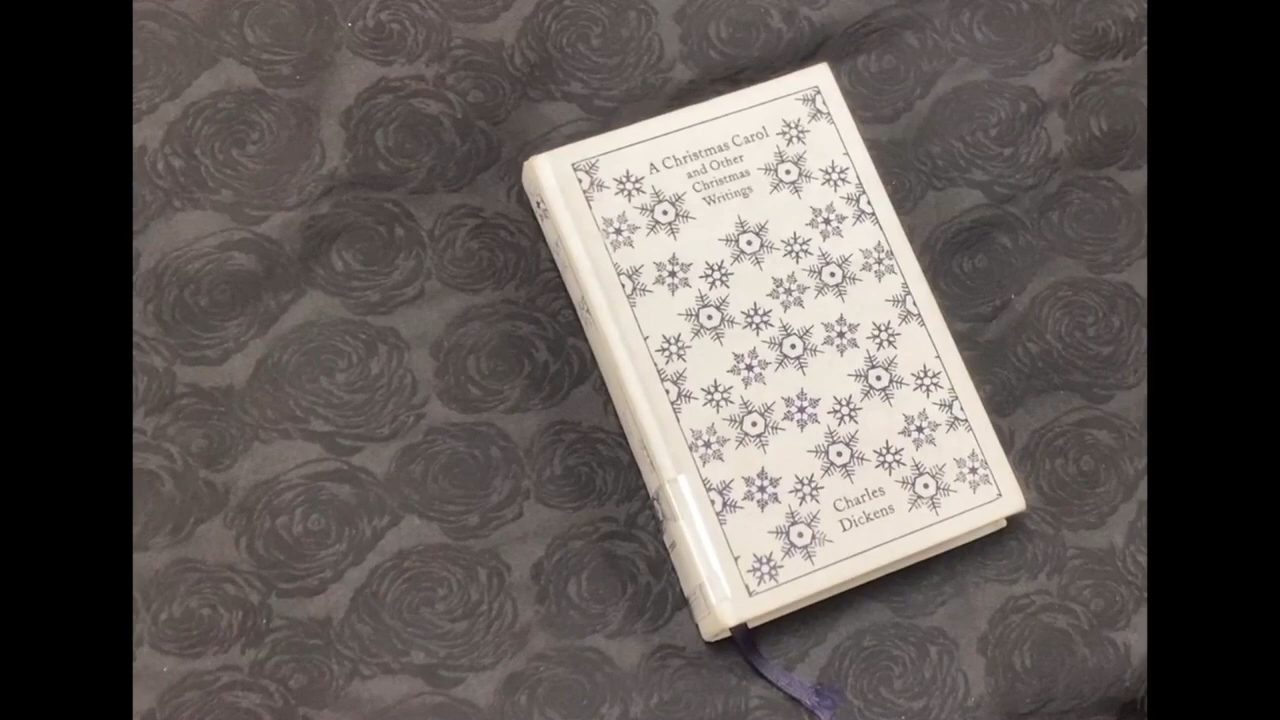 A Christmas Carol
and Other
Christmas
Writings
Charles
Dickens